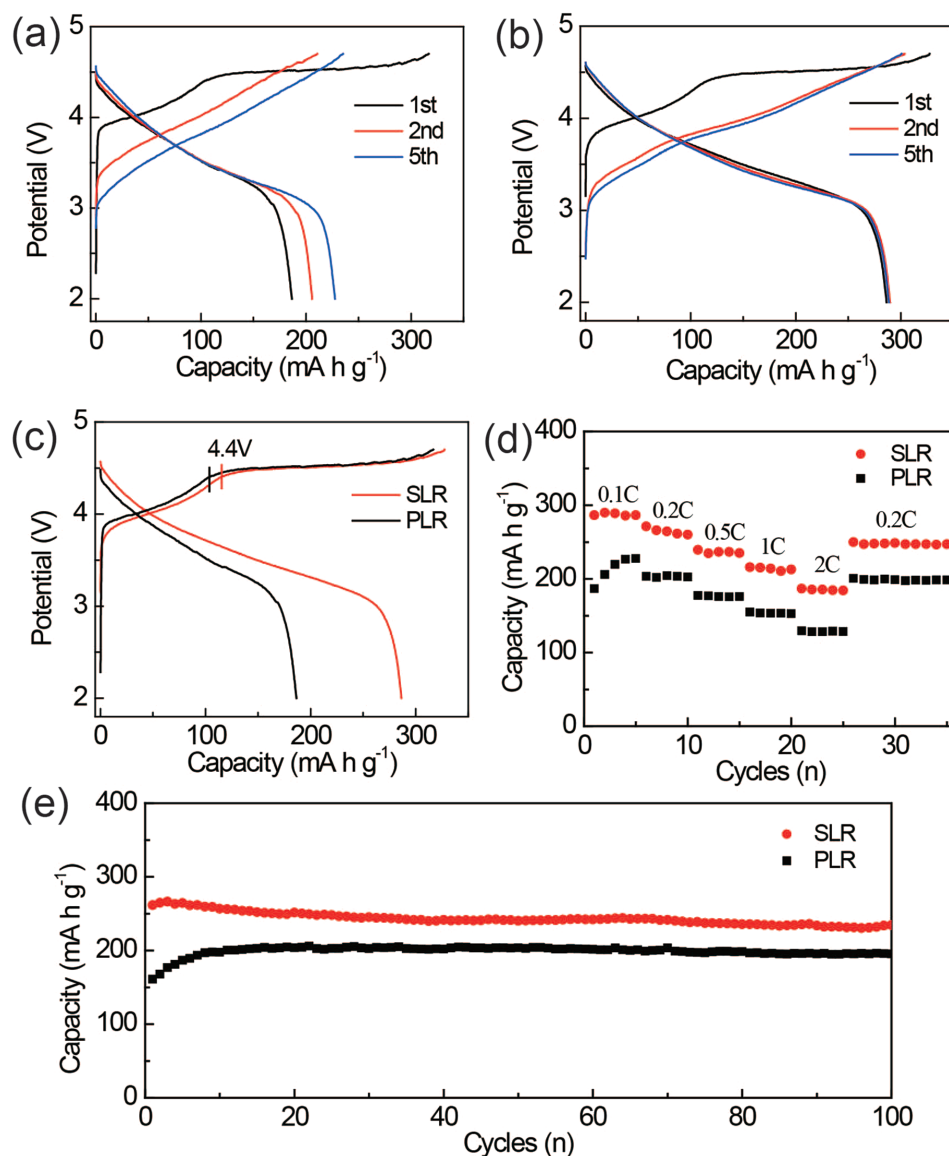 (a)
5
4
3
2
Potential (V)
1st
2nd
5th
0
100
200
300
Capacity (mA h g⁻¹)
(b)
5
4
3
2
Potential (V)
1st
2nd
5th
0
100
200
300
Capacity (mA h g⁻¹)
(c)
5
4
3
2
Potential (V)
4.4V
SLR
PLR
0
100
200
300
Capacity (mA h g⁻¹)
(d)
400
300
200
100
0
Capacity (mA h g⁻¹)
SLR
PLR
0.1C
0.2C
0.5C
1C
2C
0.2C
0
10
20
30
Cycles (n)
(e)
400
300
200
100
0
Capacity (mA h g⁻¹)
SLR
PLR
0
20
40
60
80
100
Cycles (n)